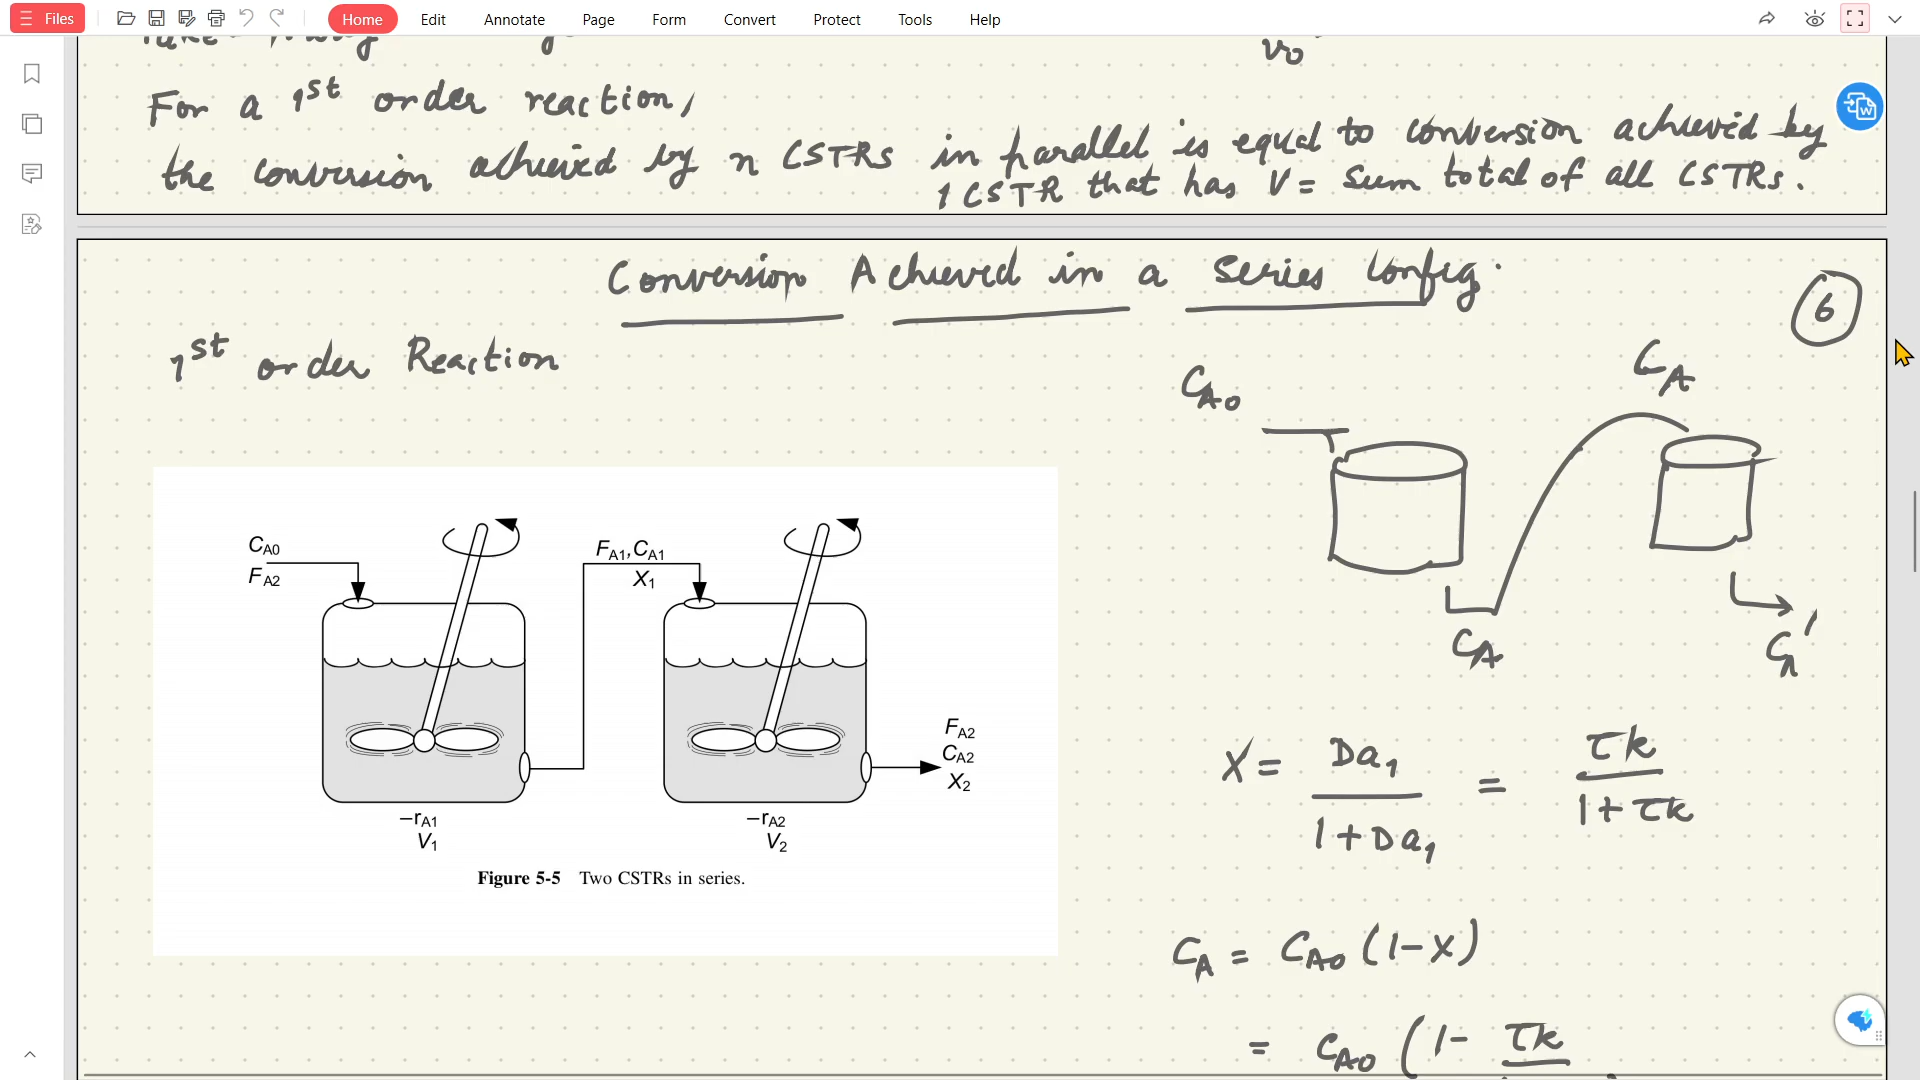 Files Home Edit Annotate Page Form Convert Protect Tools Help
v0
For a 1st order reaction,
the conversion achieved by n CSTRs in parallel is equal to conversion achieved by
1 CSTR that has V = sum total of all CSTRs.
Conversion Achieved in a Series Config.
6
1st order Reaction
CA0
CA
CA
CA'
CA0
FA2
FA1,CA1
X1
FA2
CA2
X2
–rA1
V1
–rA2
V2
Figure 5-5 Two CSTRs in series.
X = Da1 / 1 + Da1 = τk / 1 + τk
CA = CA0 (1 – X)
= CA0 (1 – τk